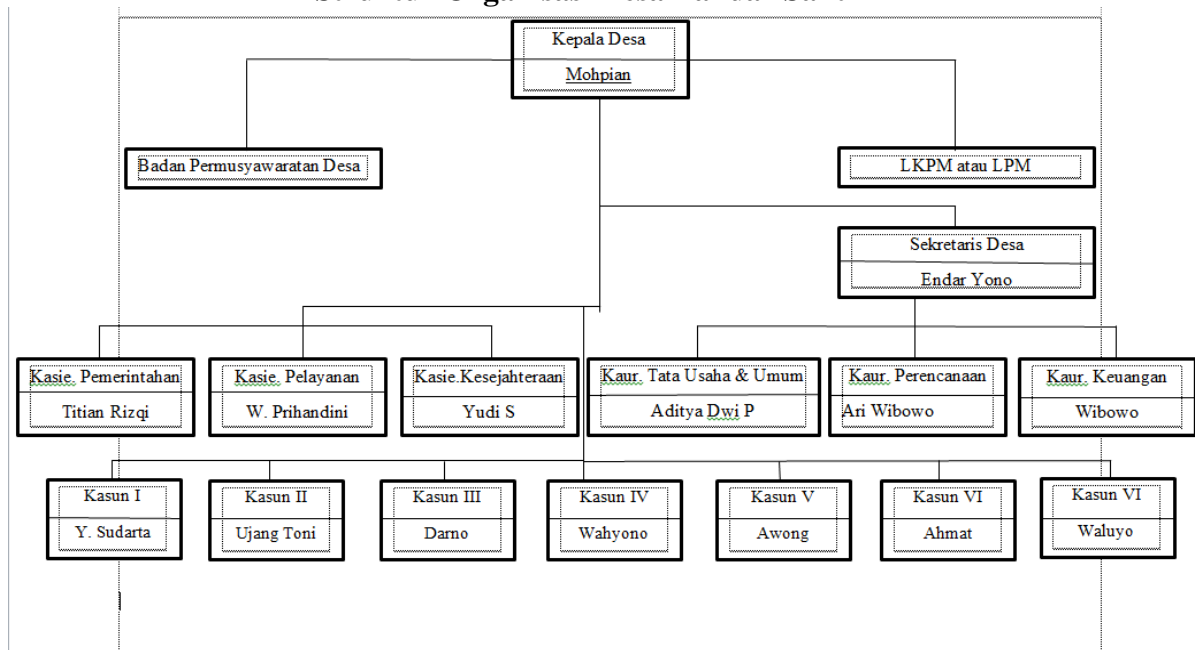 Kepala Desa
Mohpian
Badan Permusyawaratan Desa
LKPM atau LPM
Sekretaris Desa
Endar Yono
Kasie. Pemerintahan
Titian Rizqi
Kasie. Pelayanan
W. Prihandini
Kasie.Kesejahteraan
Yudi S
Kaur. Tata Usaha & Umum
Aditya Dwi P
Kaur. Perencanaan
Ari Wibowo
Kaur. Keuangan
Wibowo
Kasun I
Y. Sudarta
Kasun II
Ujang Toni
Kasun III
Darno
Kasun IV
Wahyono
Kasun V
Awong
Kasun VI
Ahmat
Kasun VI
Waluyo